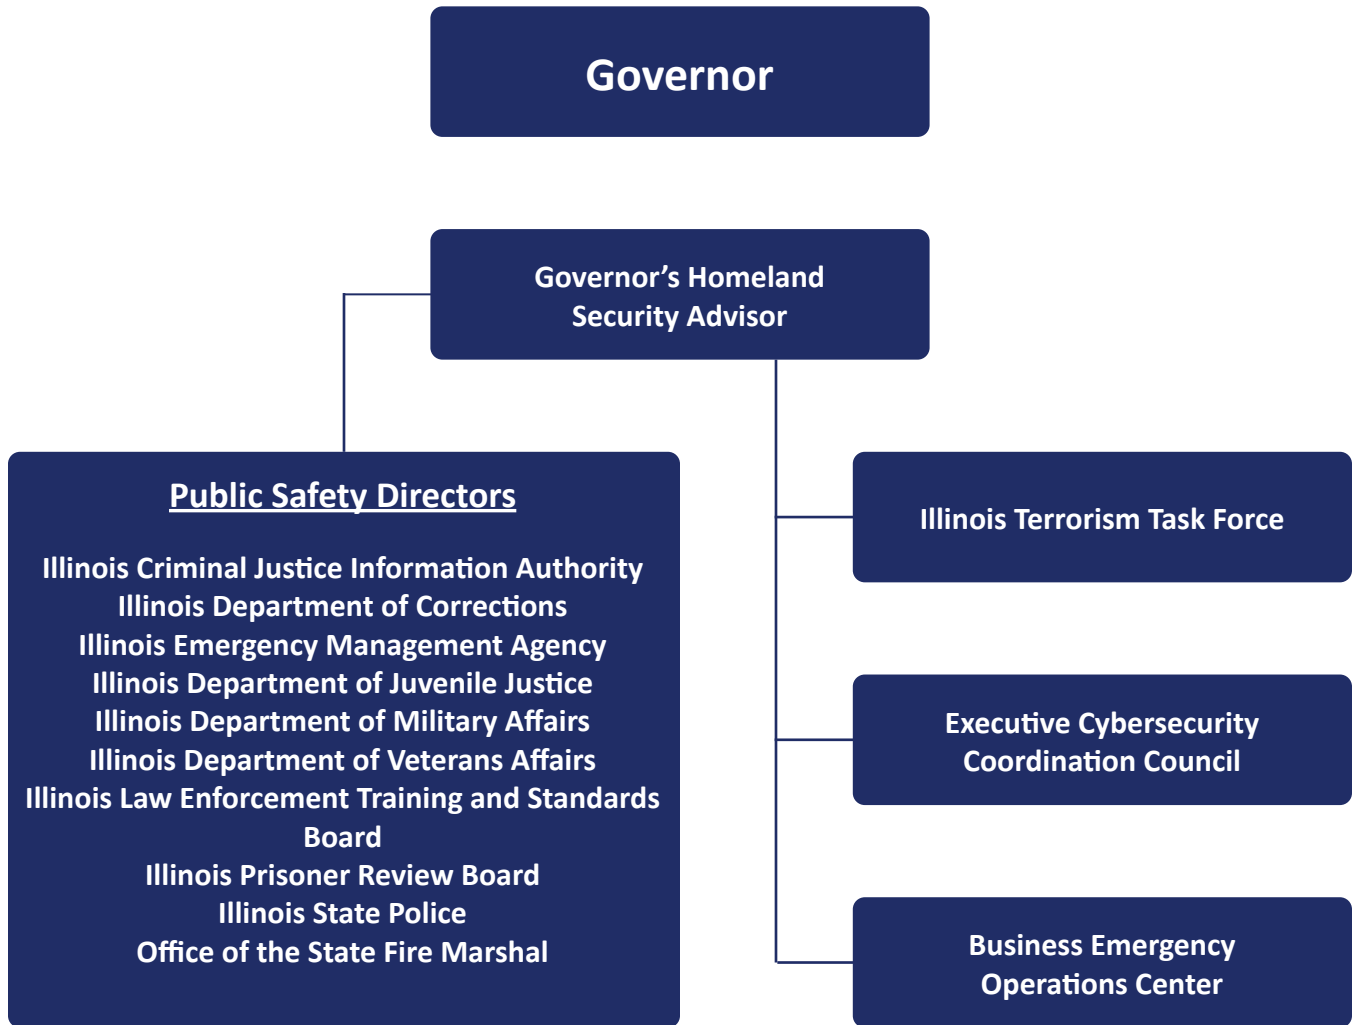 Governor
Governor’s Homeland
Security Advisor
Public Safety Directors
Illinois Criminal Justice Information Authority
Illinois Department of Corrections
Illinois Emergency Management Agency
Illinois Department of Juvenile Justice
Illinois Department of Military Affairs
Illinois Department of Veterans Affairs
Illinois Law Enforcement Training and Standards
Board
Illinois Prisoner Review Board
Illinois State Police
Office of the State Fire Marshal
Illinois Terrorism Task Force
Executive Cybersecurity
Coordination Council
Business Emergency
Operations Center